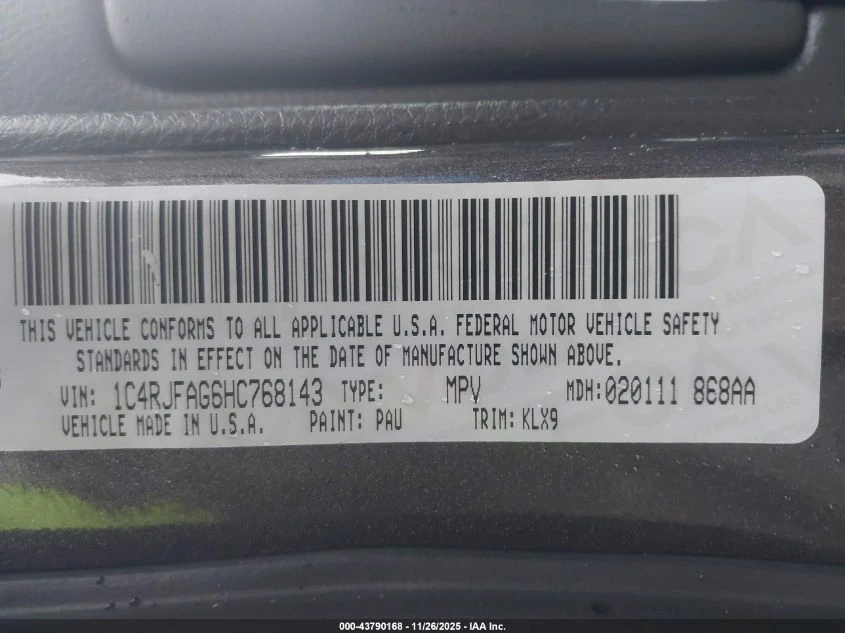 THIS VEHICLE CONFORMS TO ALL APPLICABLE U.S.A. FEDERAL MOTOR VEHICLE SAFETY
STANDARDS IN EFFECT ON THE DATE OF MANUFACTURE SHOWN ABOVE.
VIN: 1C4RJFAG6HC768143 TYPE: MPV MDH:020111 868AA
VEHICLE MADE IN U.S.A. PAINT: PAU TRIM: KLX9
000-43790168 - 11/26/2025 - IAA Inc.